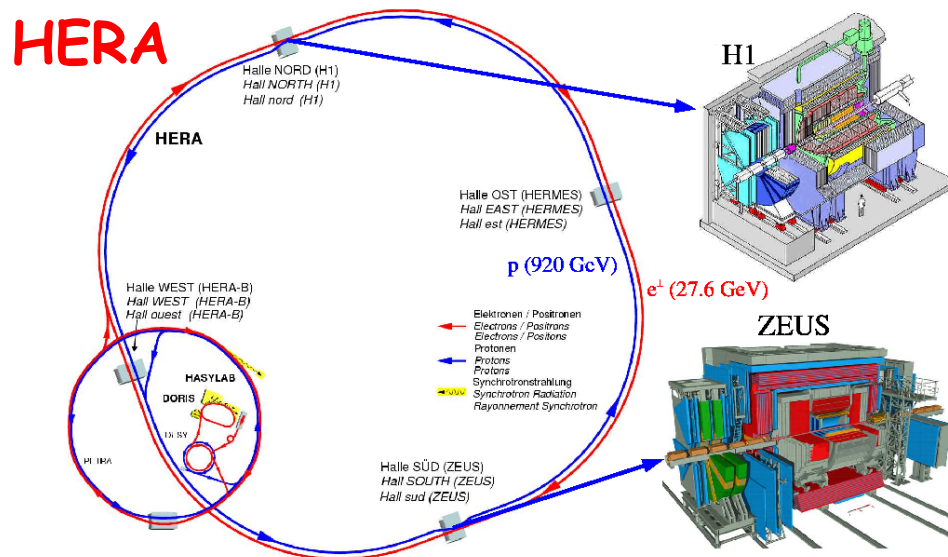 HERA
H1
Halle NORD (H1)
Hall NORTH (H1)
Hall nord (H1)
HERA
Halle OST (HERMES)
Hall EAST (HERMES)
Hall est (HERMES)
p (920 GeV)
e± (27.6 GeV)
Halle WEST (HERA-B)
Hall WEST (HERA-B)
Hall ouest (HERA-B)
Elektronen / Positronen
Electrons / Positrons
Electrons / Positons
Protonen
Protons
Protons
Synchrotronstrahlung
Synchrotron Radiation
Rayonnement Synchrotron
ZEUS
HASYLAB
DORIS
DESY
PETRA
Halle SÜD (ZEUS)
Hall SOUTH (ZEUS)
Hall sud (ZEUS)